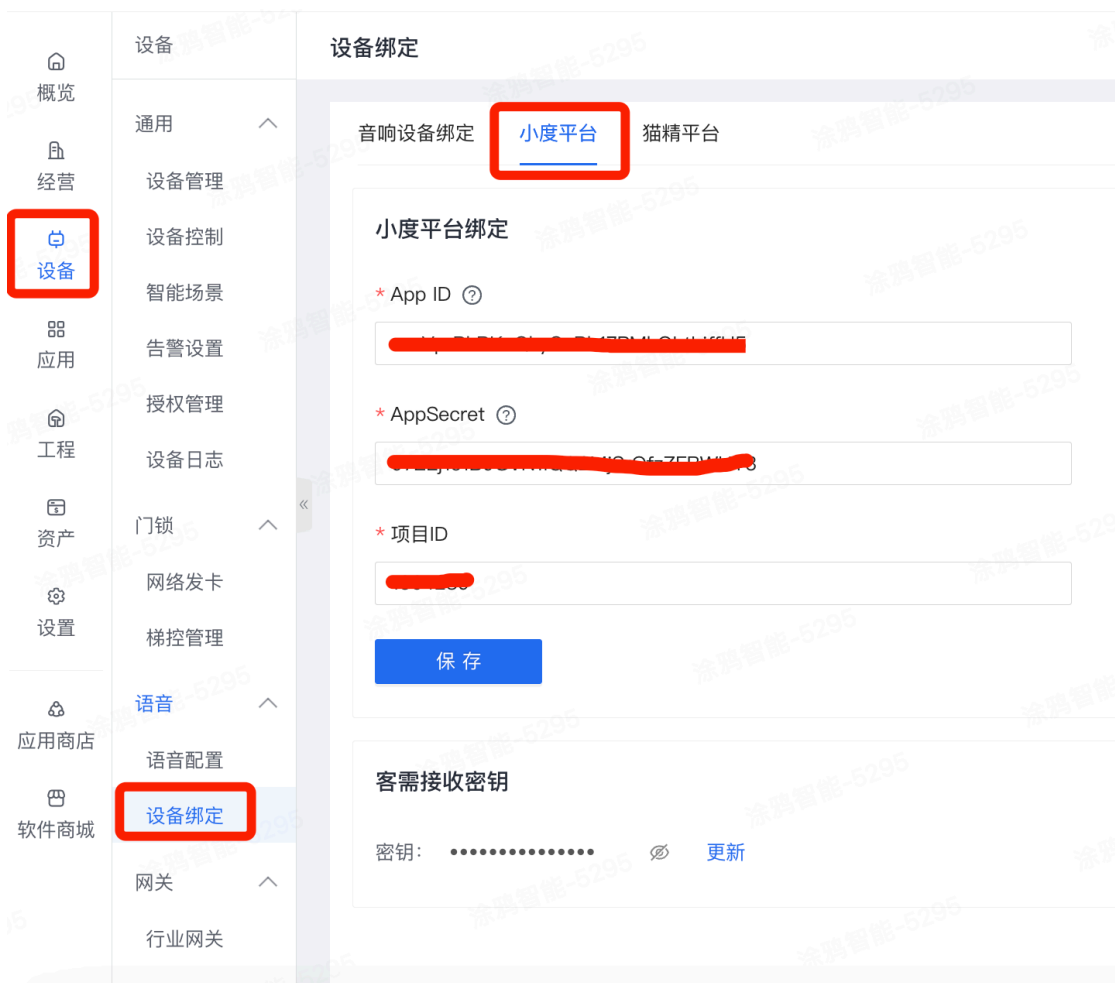 概览
经营
设备
应用
工程
资产
设置
应用商店
软件商城
设备
通用
设备管理
设备控制
智能场景
告警设置
授权管理
设备日志
门锁
网络发卡
梯控管理
语音
语音配置
设备绑定
网关
行业网关
设备绑定
音响设备绑定 小度平台 猫精平台
小度平台绑定
* App ID
* AppSecret
* 项目ID
保存
客需接收密钥
密钥: ••••••••••••••• 更新
涂鸦智能-5295